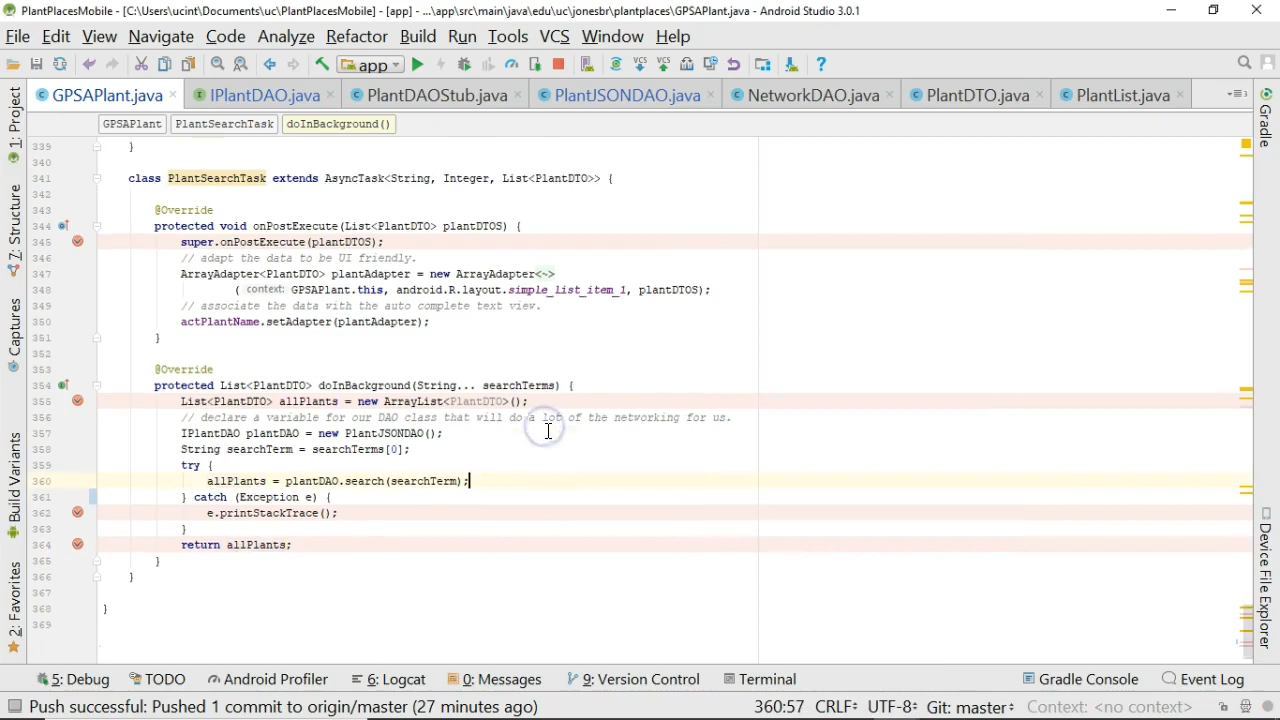 PlantPlacesMobile - [C:\Users\ucint\Documents\uc\PlantPlacesMobile] - [app] - ...\app\src\main\java\edu\uc\jonesbr\plantplaces\GPSAPlant.java - Android Studio 3.0.1
File Edit View Navigate Code Analyze Refactor Build Run Tools VCS Window Help
app
GPSAPlant.java IPlantDAO.java PlantDAOStub.java PlantJSONDAO.java NetworkDAO.java PlantDTO.java PlantList.java
GPSAPlant PlantSearchTask doInBackground()
339 }
340
341 class PlantSearchTask extends AsyncTask<String, Integer, List<PlantDTO>> {
342
343 @Override
344 protected void onPostExecute(List<PlantDTO> plantDTOS) {
345 super.onPostExecute(plantDTOS);
346 // adapt the data to be UI friendly.
347 ArrayAdapter<PlantDTO> plantAdapter = new ArrayAdapter<~>
348 ( context: GPSAPlant.this, android.R.layout.simple_list_item_1, plantDTOS);
349 // associate the data with the auto complete text view.
350 actPlantName.setAdapter(plantAdapter);
351 }
352
353 @Override
354 protected List<PlantDTO> doInBackground(String... searchTerms) {
355 List<PlantDTO> allPlants = new ArrayList<PlantDTO>();
356 // declare a variable for our DAO class that will do a lot of the networking for us.
357 IPlantDAO plantDAO = new PlantJSONDAO();
358 String searchTerm = searchTerms[0];
359 try {
360 allPlants = plantDAO.search(searchTerm);
361 } catch (Exception e) {
362 e.printStackTrace();
363 }
364 return allPlants;
365 }
366 }
367
368 }
369
1: Project
7: Structure
Captures
Build Variants
2: Favorites
Gradle
Device File Explorer
5: Debug TODO Android Profiler 6: Logcat 0: Messages 9: Version Control Terminal Gradle Console Event Log
Push successful: Pushed 1 commit to origin/master (27 minutes ago) 360:57 CRLF UTF-8 Git: master Context: <no context>